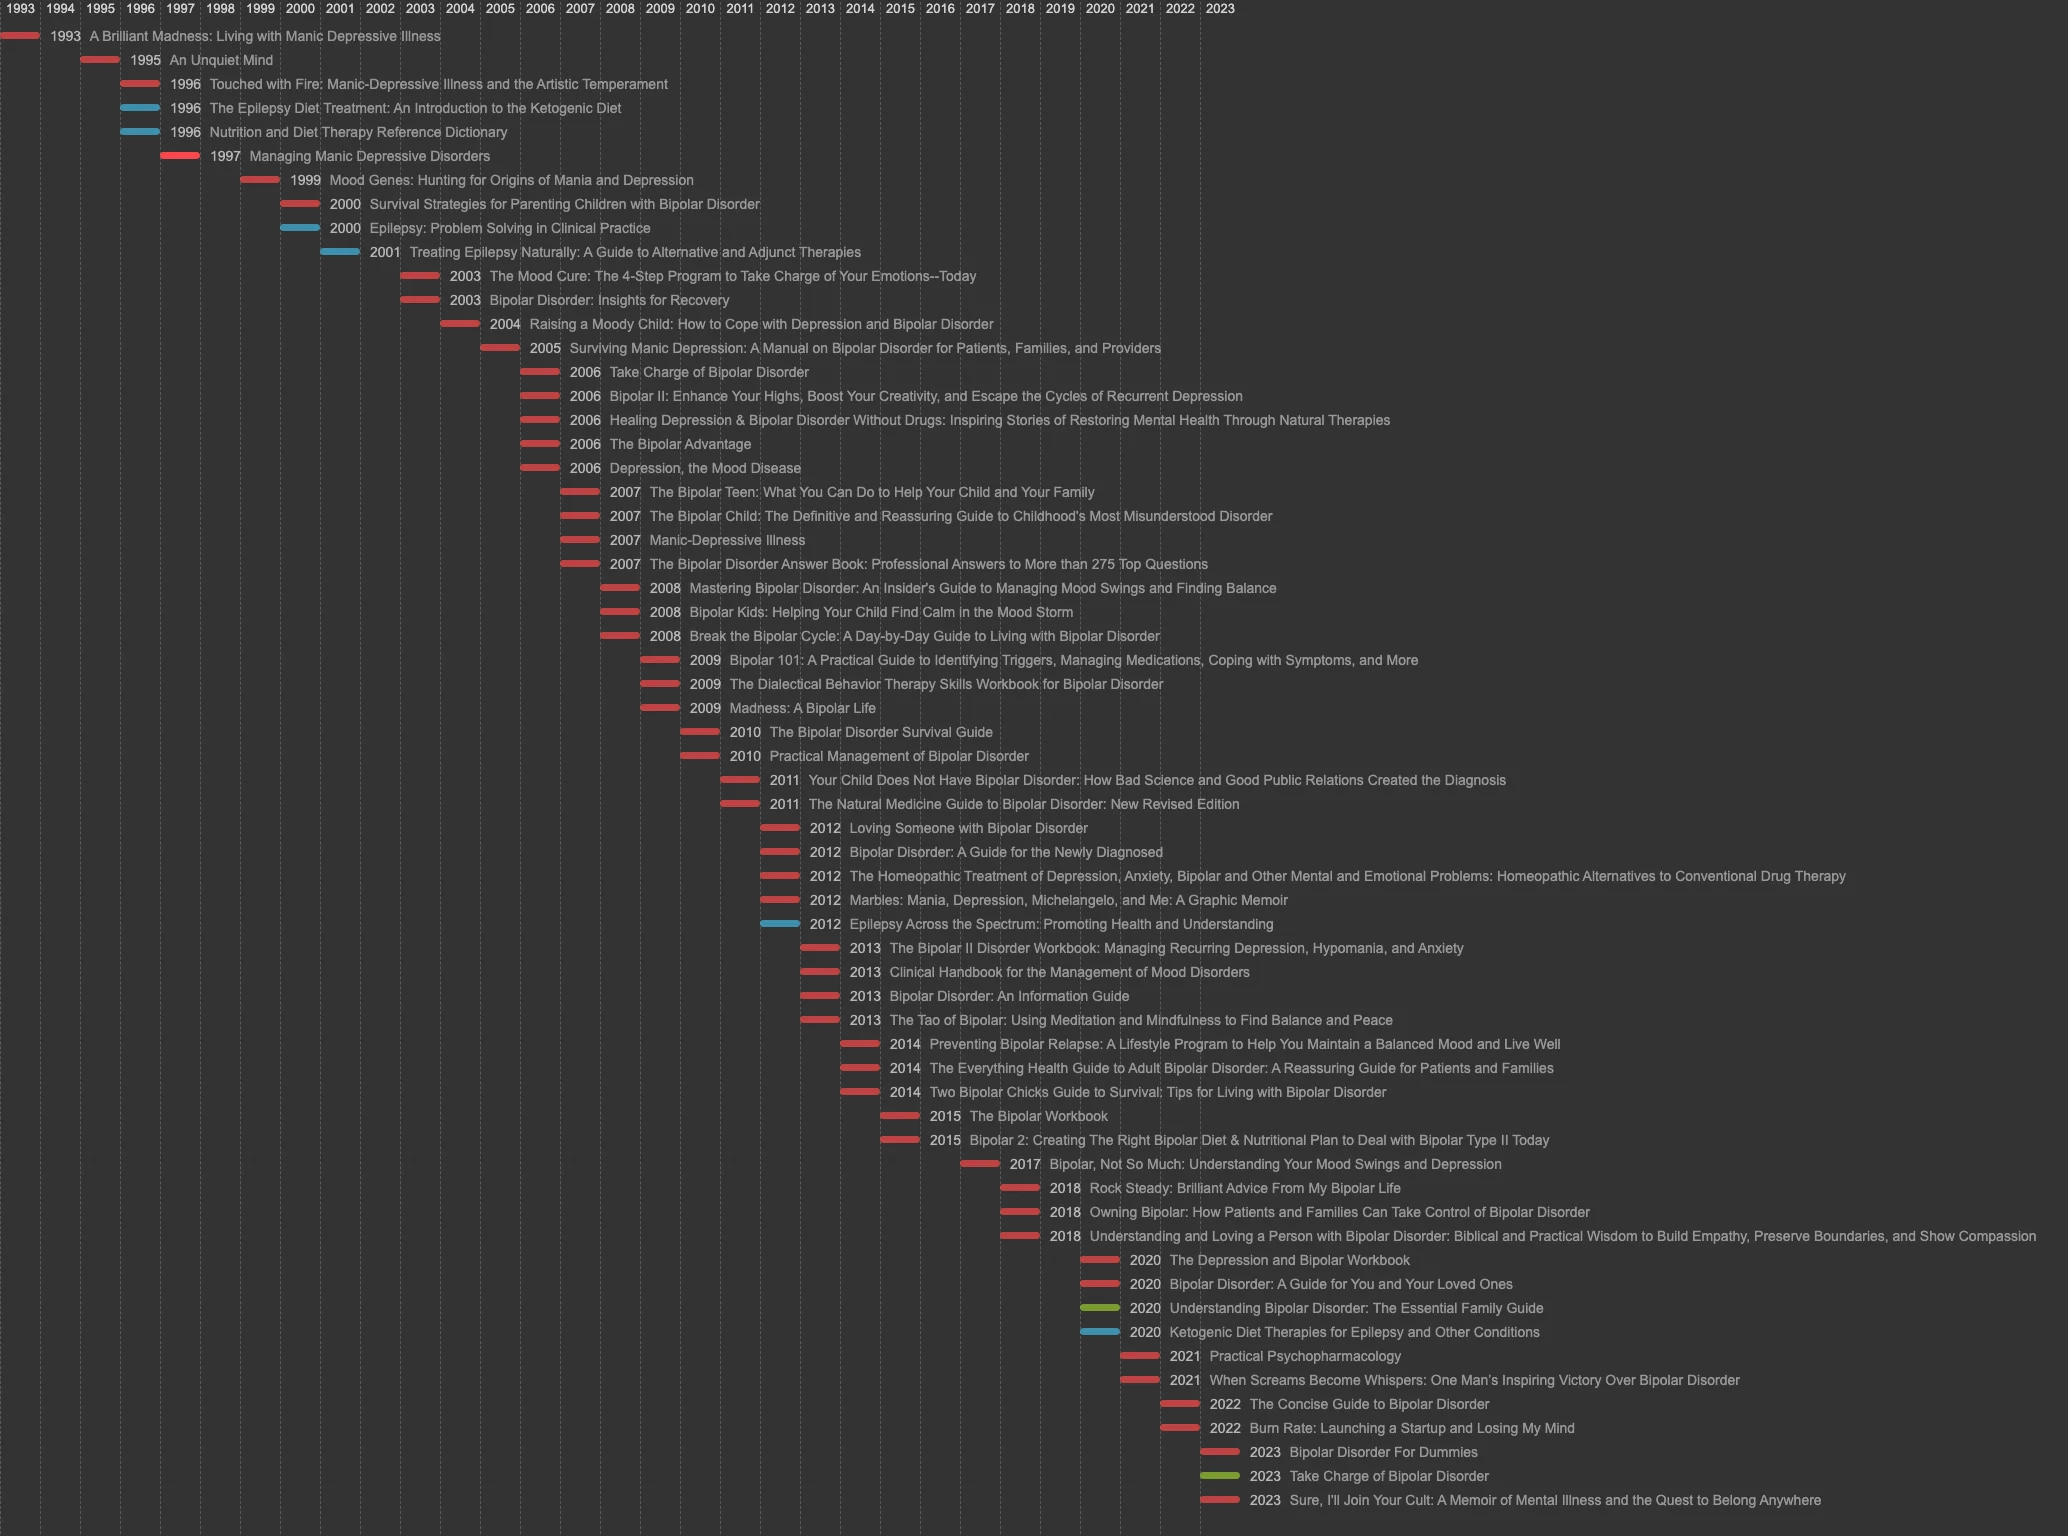 1993 1994 1995 1996 1997 1998 1999 2000 2001 2002 2003 2004 2005 2006 2007 2008 2009 2010 2011 2012 2013 2014 2015 2016 2017 2018 2019 2020 2021 2022 2023
1993 A Brilliant Madness: Living with Manic Depressive Illness
1995 An Unquiet Mind
1996 Touched with Fire: Manic-Depressive Illness and the Artistic Temperament
1996 The Epilepsy Diet Treatment: An Introduction to the Ketogenic Diet
1996 Nutrition and Diet Therapy Reference Dictionary
1997 Managing Manic Depressive Disorders
1999 Mood Genes: Hunting for Origins of Mania and Depression
2000 Survival Strategies for Parenting Children with Bipolar Disorder
2000 Epilepsy: Problem Solving in Clinical Practice
2001 Treating Epilepsy Naturally: A Guide to Alternative and Adjunct Therapies
2003 The Mood Cure: The 4-Step Program to Take Charge of Your Emotions--Today
2003 Bipolar Disorder: Insights for Recovery
2004 Raising a Moody Child: How to Cope with Depression and Bipolar Disorder
2005 Surviving Manic Depression: A Manual on Bipolar Disorder for Patients, Families, and Providers
2006 Take Charge of Bipolar Disorder
2006 Bipolar II: Enhance Your Highs, Boost Your Creativity, and Escape the Cycles of Recurrent Depression
2006 Healing Depression & Bipolar Disorder Without Drugs: Inspiring Stories of Restoring Mental Health Through Natural Therapies
2006 The Bipolar Advantage
2006 Depression, the Mood Disease
2007 The Bipolar Teen: What You Can Do to Help Your Child and Your Family
2007 The Bipolar Child: The Definitive and Reassuring Guide to Childhood's Most Misunderstood Disorder
2007 Manic-Depressive Illness
2007 The Bipolar Disorder Answer Book: Professional Answers to More than 275 Top Questions
2008 Mastering Bipolar Disorder: An Insider's Guide to Managing Mood Swings and Finding Balance
2008 Bipolar Kids: Helping Your Child Find Calm in the Mood Storm
2008 Break the Bipolar Cycle: A Day-by-Day Guide to Living with Bipolar Disorder
2009 Bipolar 101: A Practical Guide to Identifying Triggers, Managing Medications, Coping with Symptoms, and More
2009 The Dialectical Behavior Therapy Skills Workbook for Bipolar Disorder
2009 Madness: A Bipolar Life
2010 The Bipolar Disorder Survival Guide
2010 Practical Management of Bipolar Disorder
2011 Your Child Does Not Have Bipolar Disorder: How Bad Science and Good Public Relations Created the Diagnosis
2011 The Natural Medicine Guide to Bipolar Disorder: New Revised Edition
2012 Loving Someone with Bipolar Disorder
2012 Bipolar Disorder: A Guide for the Newly Diagnosed
2012 The Homeopathic Treatment of Depression, Anxiety, Bipolar and Other Mental and Emotional Problems: Homeopathic Alternatives to Conventional Drug Therapy
2012 Marbles: Mania, Depression, Michelangelo, and Me: A Graphic Memoir
2012 Epilepsy Across the Spectrum: Promoting Health and Understanding
2013 The Bipolar II Disorder Workbook: Managing Recurring Depression, Hypomania, and Anxiety
2013 Clinical Handbook for the Management of Mood Disorders
2013 Bipolar Disorder: An Information Guide
2013 The Tao of Bipolar: Using Meditation and Mindfulness to Find Balance and Peace
2014 Preventing Bipolar Relapse: A Lifestyle Program to Help You Maintain a Balanced Mood and Live Well
2014 The Everything Health Guide to Adult Bipolar Disorder: A Reassuring Guide for Patients and Families
2014 Two Bipolar Chicks Guide to Survival: Tips for Living with Bipolar Disorder
2015 The Bipolar Workbook
2015 Bipolar 2: Creating The Right Bipolar Diet & Nutritional Plan to Deal with Bipolar Type II Today
2017 Bipolar, Not So Much: Understanding Your Mood Swings and Depression
2018 Rock Steady: Brilliant Advice From My Bipolar Life
2018 Owning Bipolar: How Patients and Families Can Take Control of Bipolar Disorder
2018 Understanding and Loving a Person with Bipolar Disorder: Biblical and Practical Wisdom to Build Empathy, Preserve Boundaries, and Show Compassion
2020 The Depression and Bipolar Workbook
2020 Bipolar Disorder: A Guide for You and Your Loved Ones
2020 Understanding Bipolar Disorder: The Essential Family Guide
2020 Ketogenic Diet Therapies for Epilepsy and Other Conditions
2021 Practical Psychopharmacology
2021 When Screams Become Whispers: One Man's Inspiring Victory Over Bipolar Disorder
2022 The Concise Guide to Bipolar Disorder
2022 Burn Rate: Launching a Startup and Losing My Mind
2023 Bipolar Disorder For Dummies
2023 Take Charge of Bipolar Disorder
2023 Sure, I'll Join Your Cult: A Memoir of Mental Illness and the Quest to Belong Anywhere